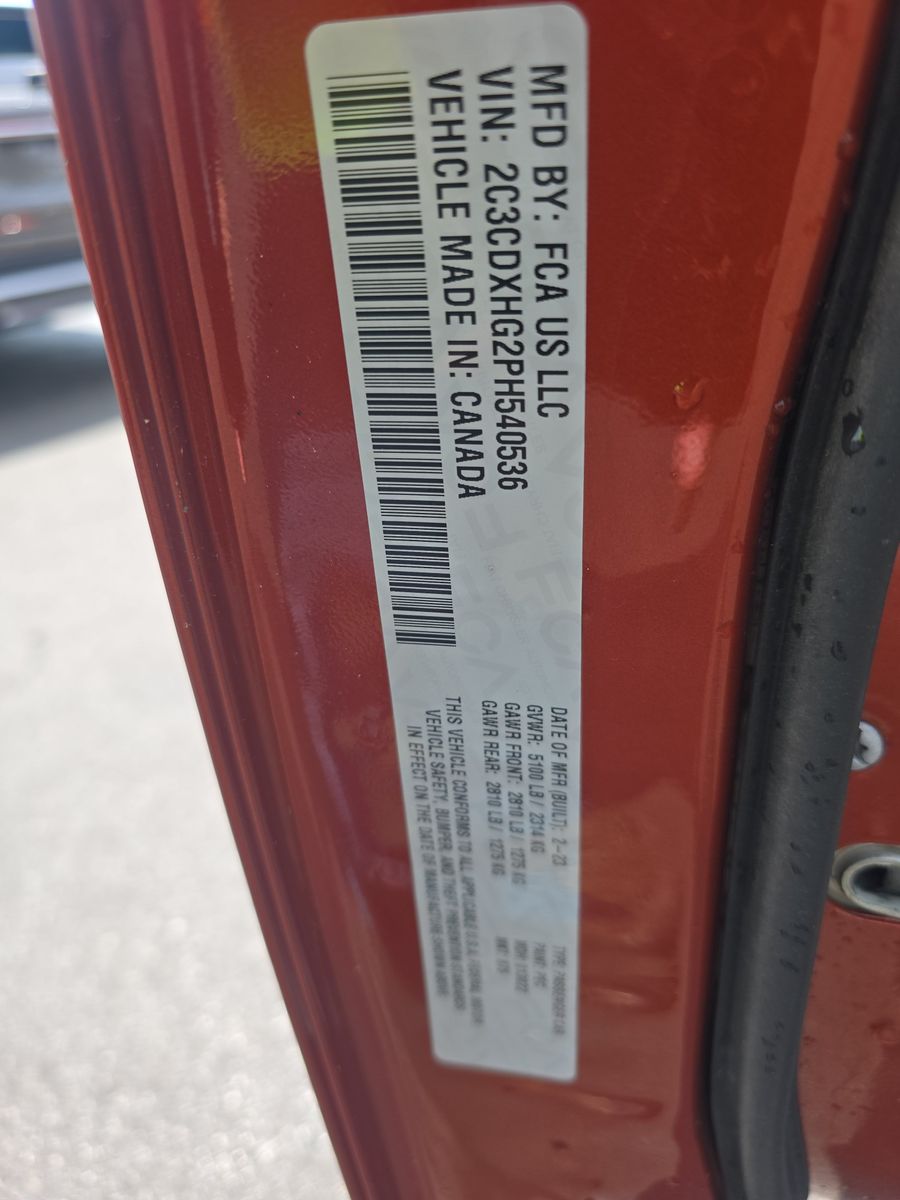 MFD BY: FCA US LLC
VIN: 2C3CDXHG2PH540536
VEHICLE MADE IN: CANADA
DATE OF MFR (BUILT): 2-23
GVWR: 5100 LB / 2314 KG
GAWR FRONT: 2810 LB / 1275 KG
GAWR REAR: 2810 LB / 1275 KG
TYPE: PASSENGER CAR
THIS VEHICLE CONFORMS TO ALL APPLICABLE U.S.A. FEDERAL MOTOR
VEHICLE SAFETY, BUMPER, AND THEFT PREVENTION STANDARDS
IN EFFECT ON THE DATE OF MANUFACTURE SHOWN ABOVE.